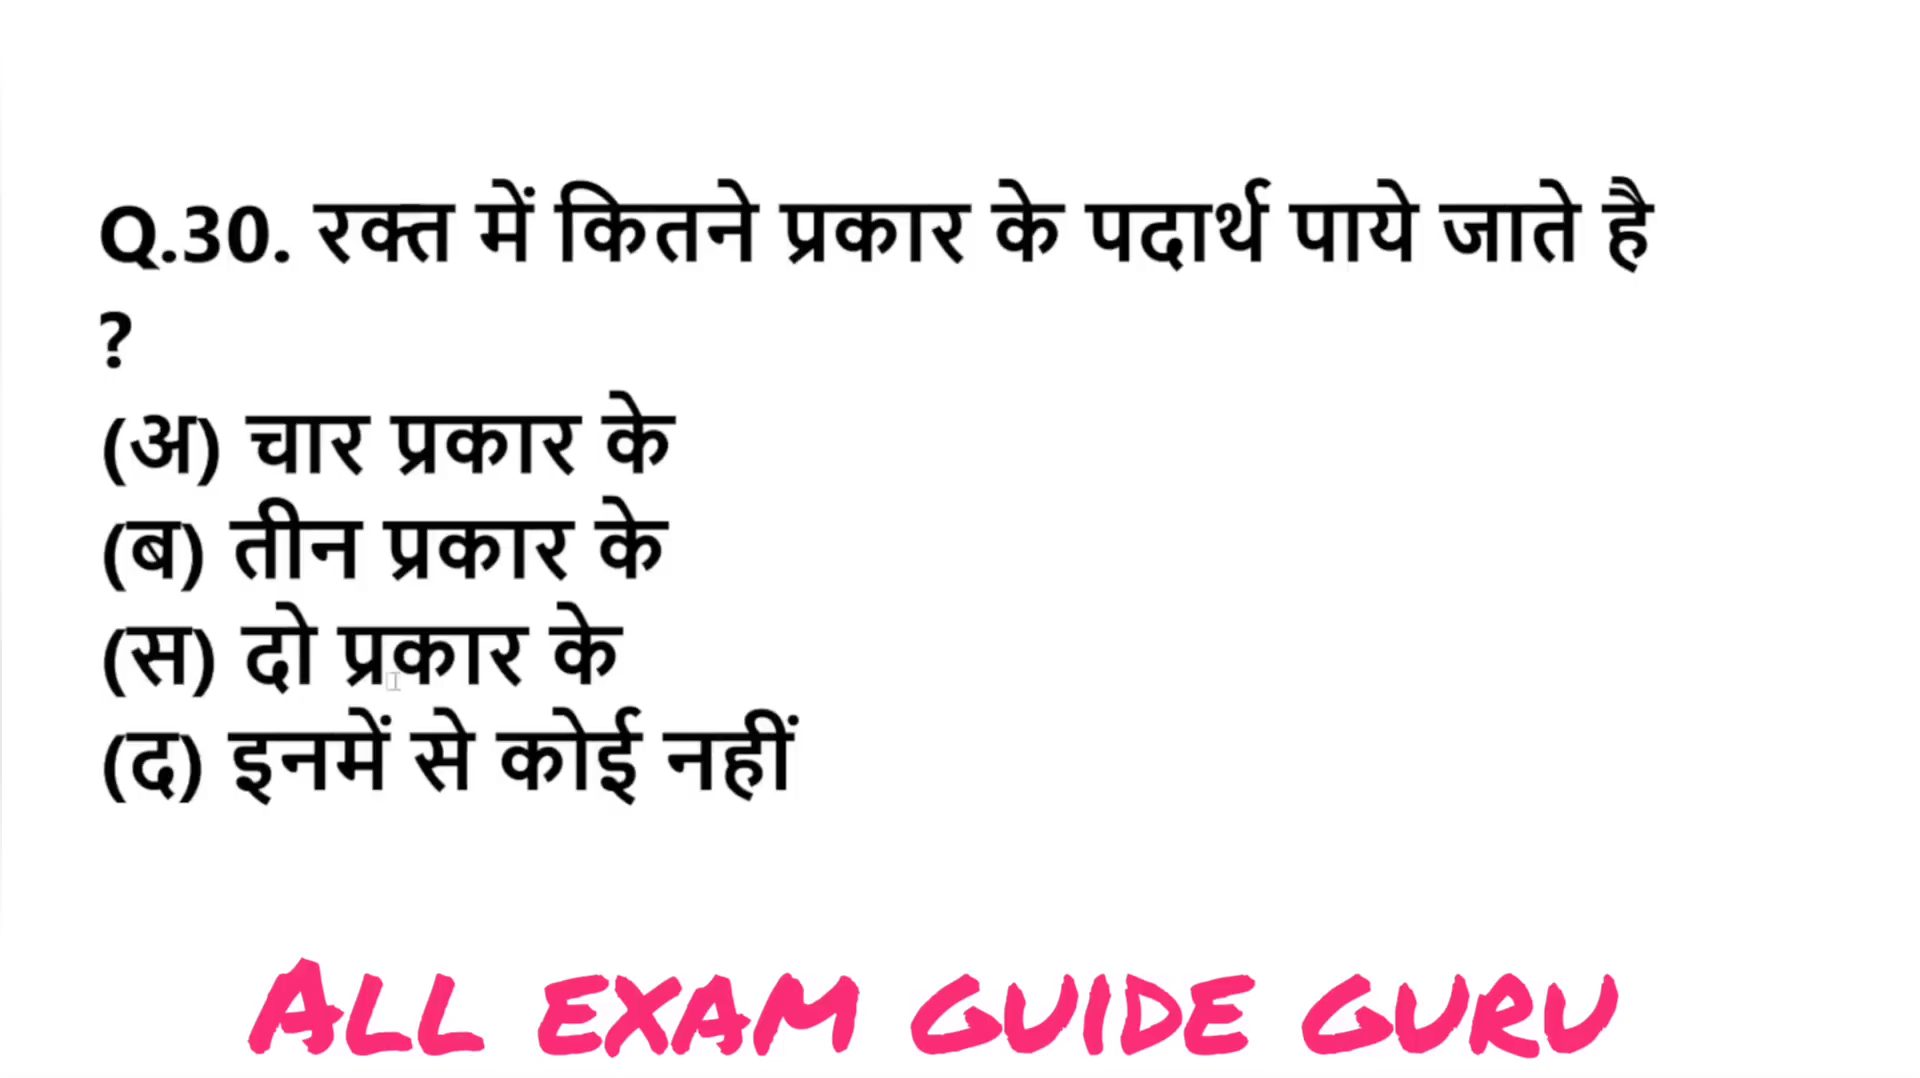 Q.30. रक्त में कितने प्रकार के पदार्थ पाये जाते है
?
(अ) चार प्रकार के
(ब) तीन प्रकार के
(स) दो प्रकार के
(द) इनमें से कोई नहीं
ALL EXAM GUIDE GURU